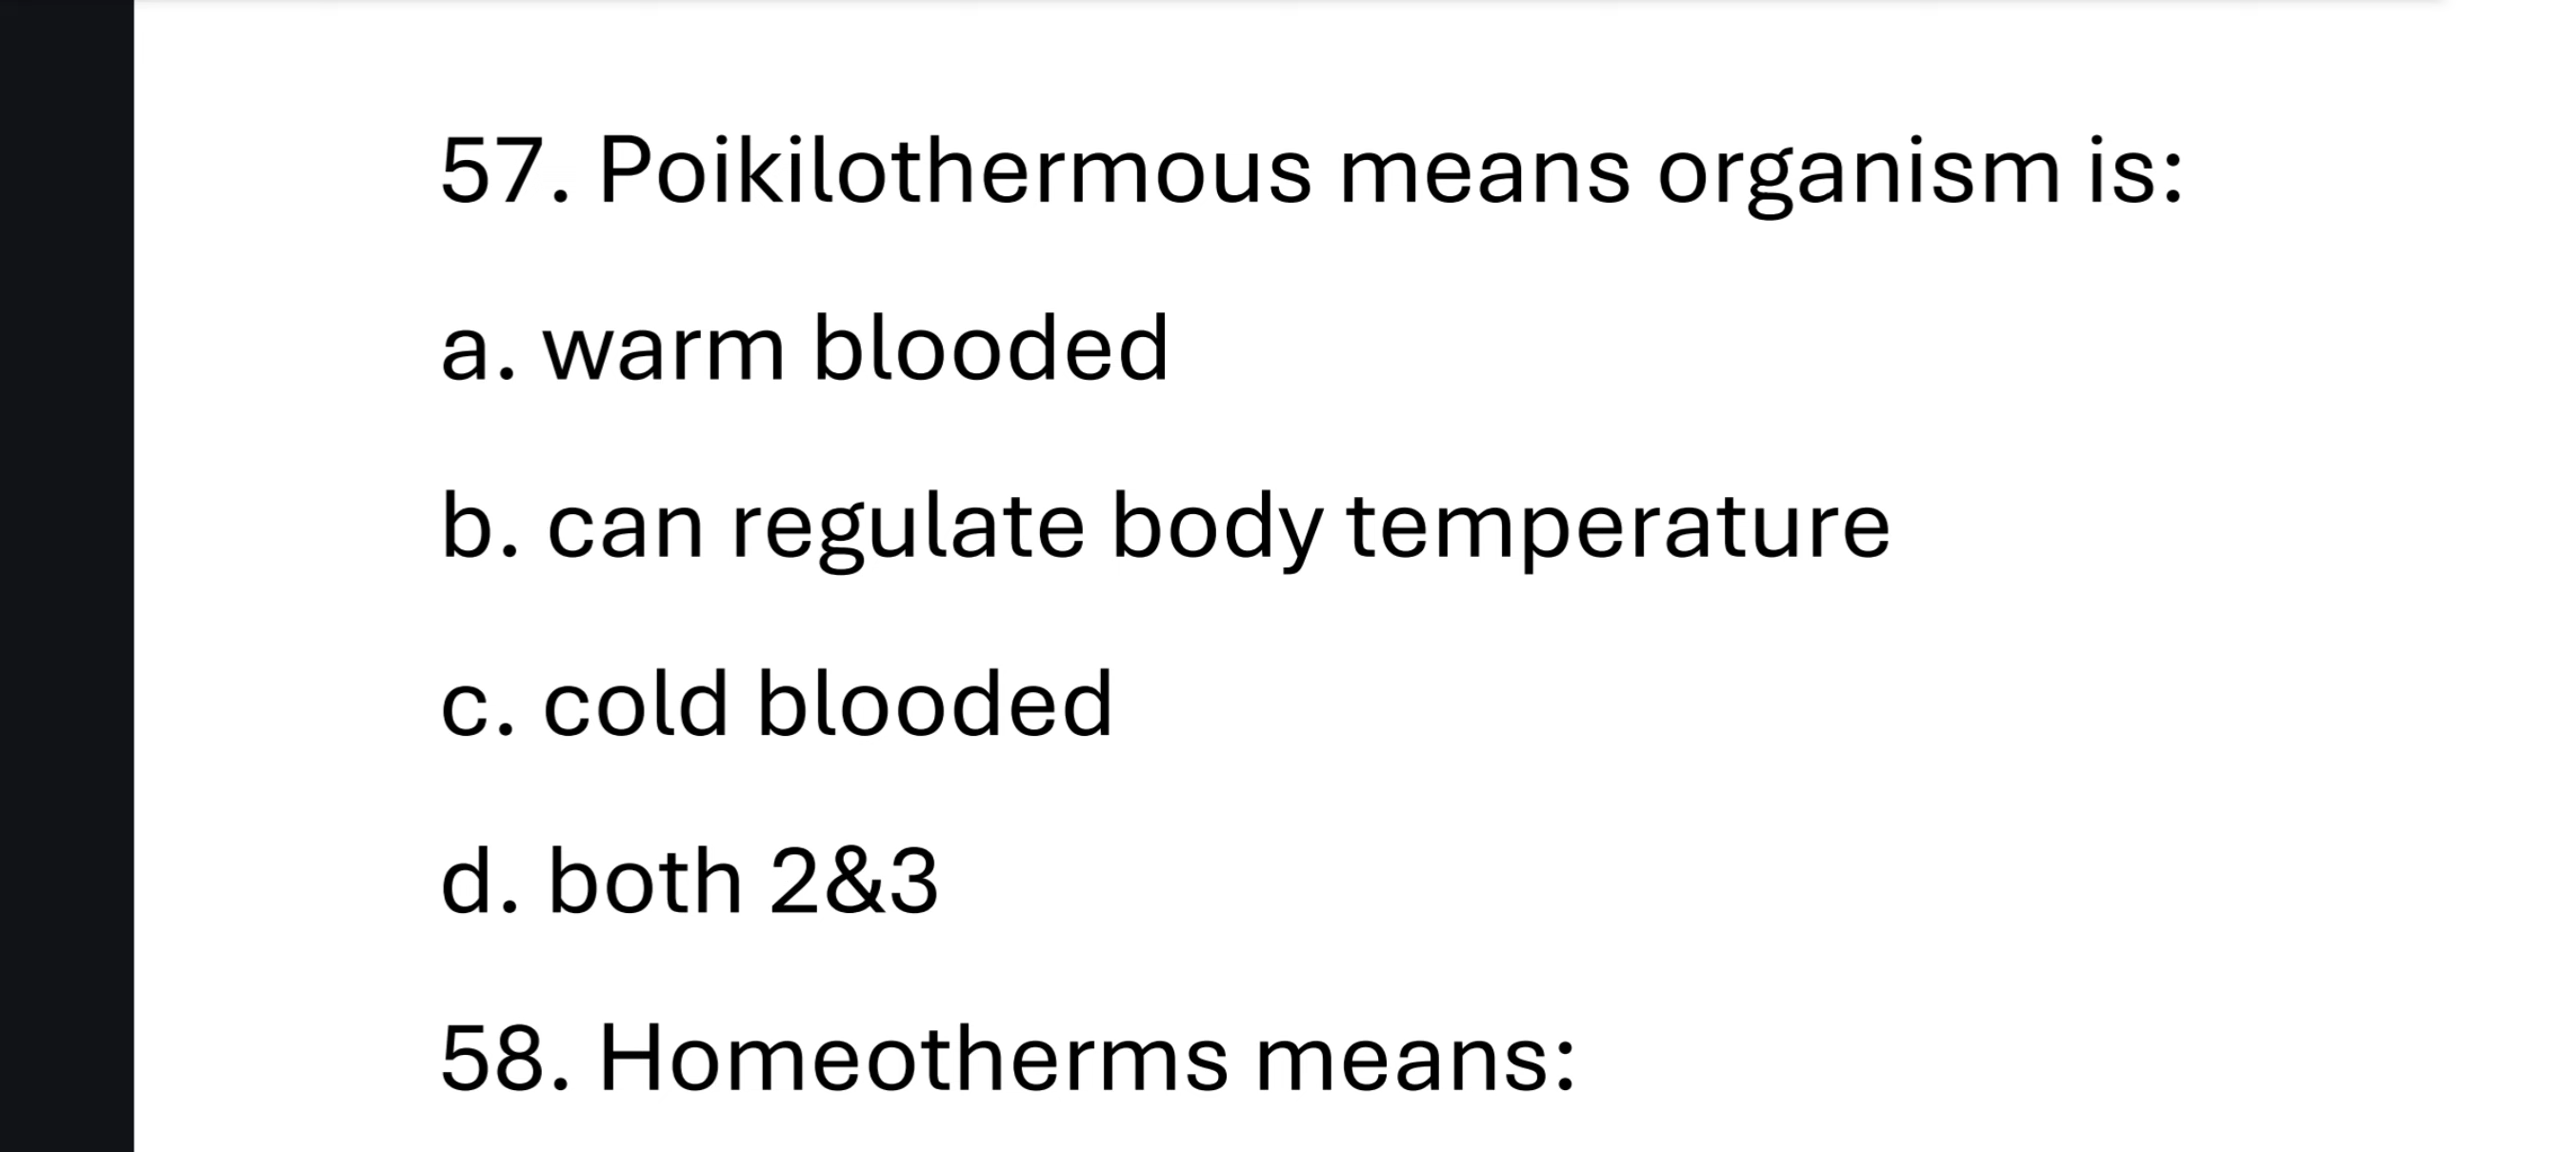 57. Poikilothermous means organism is:
a. warm blooded
b. can regulate body temperature
c. cold blooded
d. both 2&3
58. Homeotherms means: